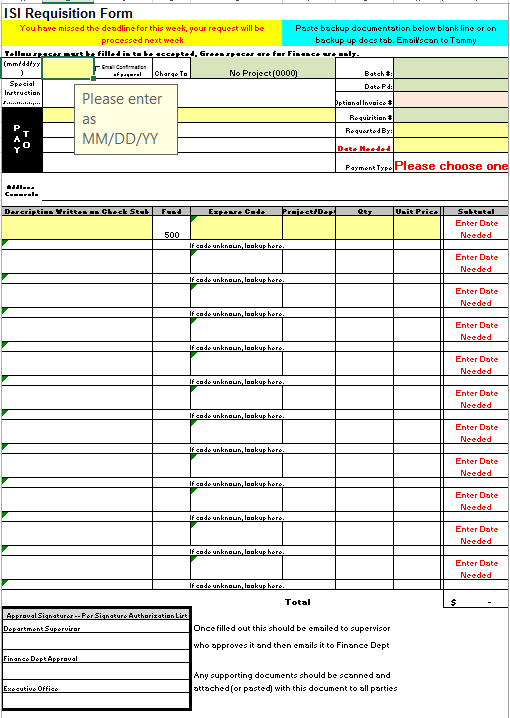 ISI Requisition Form
You have missed the deadline for this week, your request will be
processed next week
Paste backup documentation below blank line or on
backup up docs tab. Email/scan to Tammy
Yellow spaces must be filled in to be accepted, Green spaces are for Finance use only.
(mm/dd/yy
)
Email Confirmation
of payment
Charge To
No Project (0000)
Batch #:
Special
Instruction
Date Pd:
Please enter
as
MM/DD/YY
Optional Invoice #
Requisition #
PAY
TO
Requested By:
Date Needed
Payment Type
Please choose one
Address
Comments
Description Written on Check Stub Fund Expense Code Project/Dept Qty Unit Price Subtotal
500
Enter Date
Needed
If code unknown, lookup here.
Enter Date
Needed
If code unknown, lookup here.
Enter Date
Needed
If code unknown, lookup here.
Enter Date
Needed
If code unknown, lookup here.
Enter Date
Needed
If code unknown, lookup here.
Enter Date
Needed
If code unknown, lookup here.
Enter Date
Needed
If code unknown, lookup here.
Enter Date
Needed
If code unknown, lookup here.
Enter Date
Needed
If code unknown, lookup here.
Enter Date
Needed
If code unknown, lookup here.
Enter Date
Needed
If code unknown, lookup here.
Total
$ -
Approval Signatures -- Per Signature Authorization List
Department Supervisor
Once filled out this should be emailed to supervisor
who approves it and then emails it to Finance Dept
Finance Dept Approval
Any supporting documents should be scanned and
attached (or pasted) with this document to all parties
Executive Office